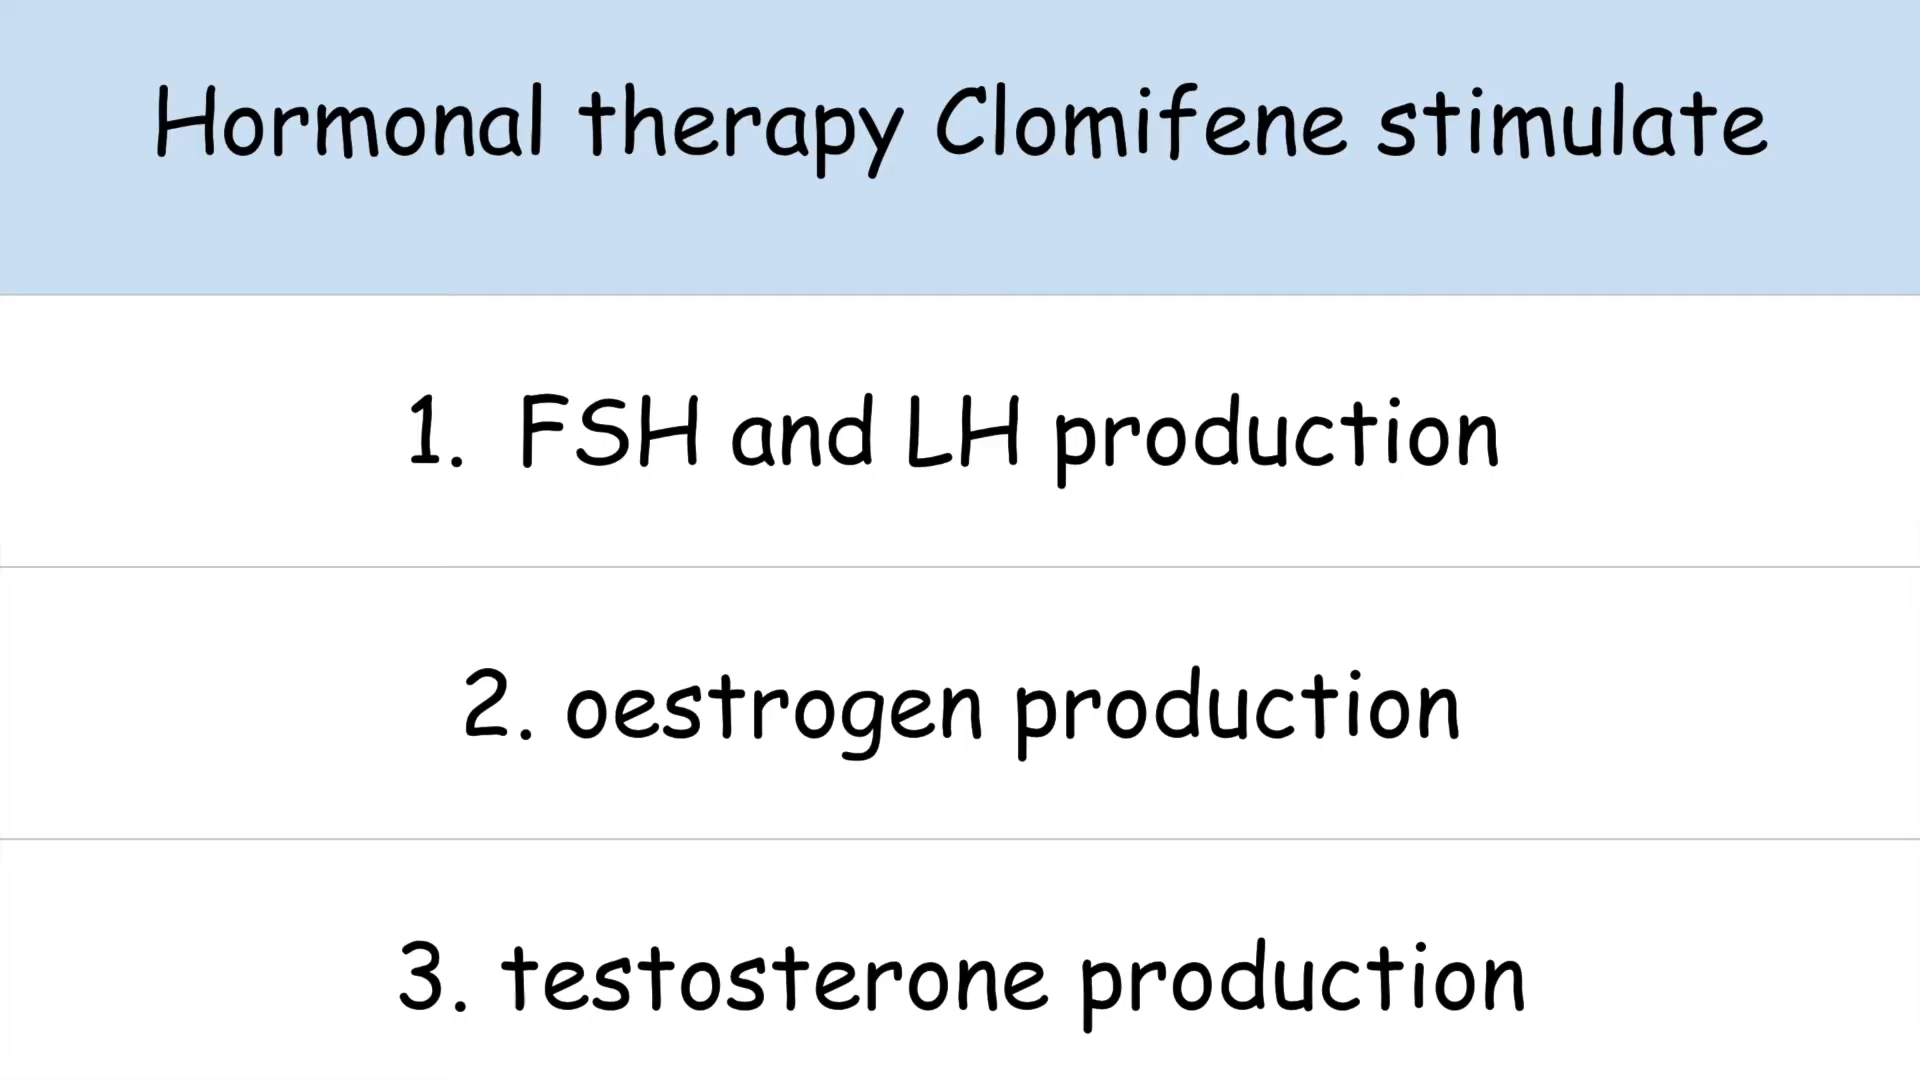 Hormonal therapy Clomifene stimulate
1. FSH and LH production
2. oestrogen production
3. testosterone production